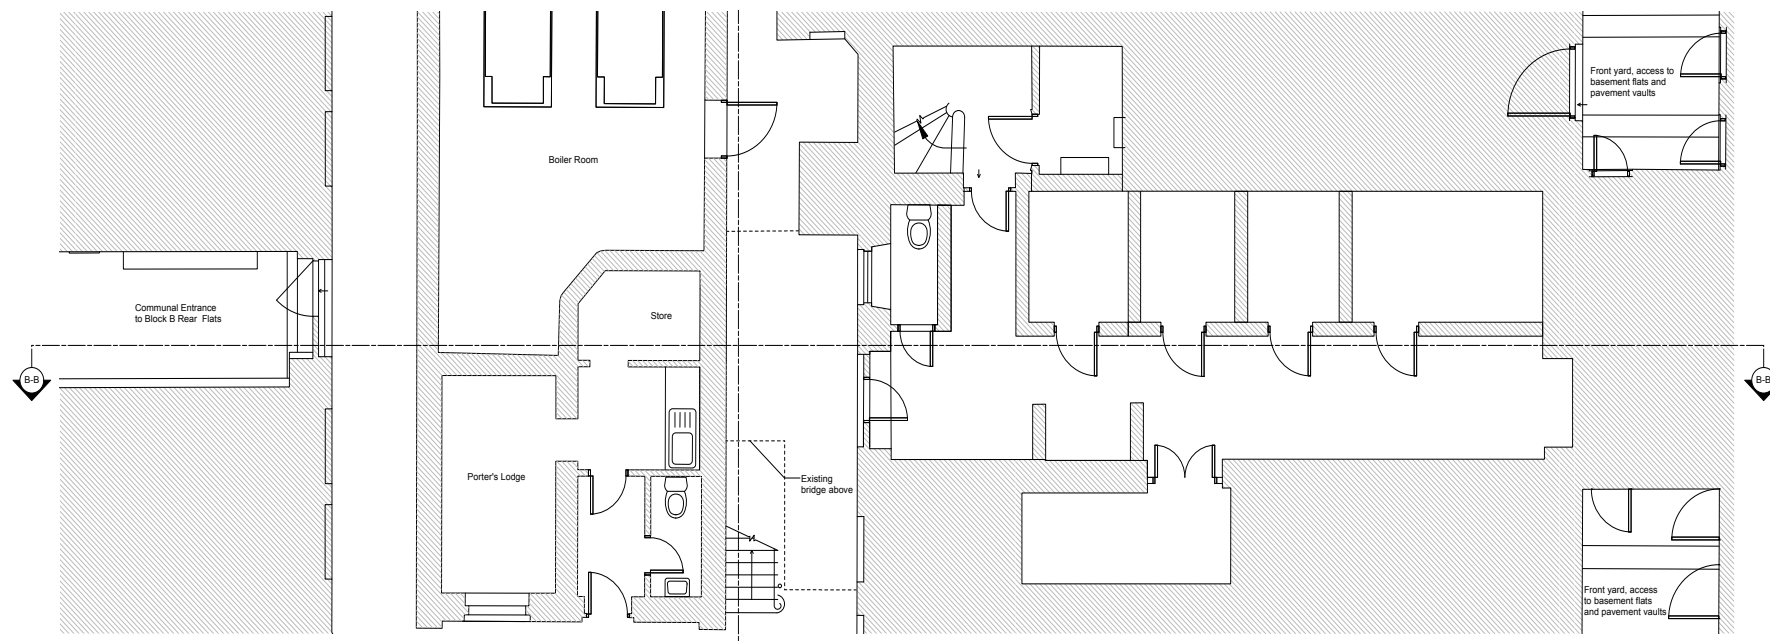 Front yard, access to
basement flats and
pavement vaults
Boiler Room
Communal Entrance
to Block B Rear Flats
Store
B-B
B-B
Porter's Lodge
Existing
bridge above
Front yard, access
to basement flats
and pavement vaults